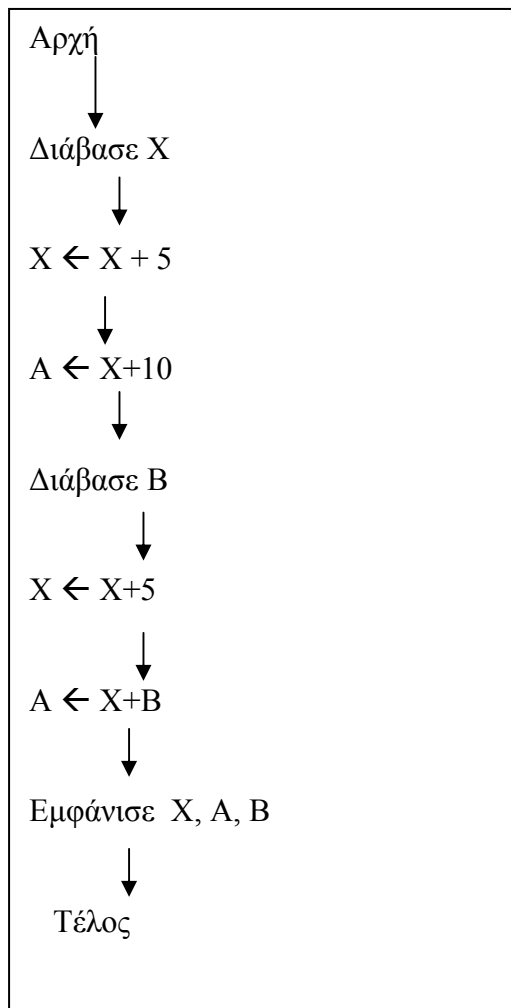 Αρχή
Διάβασε Χ
Χ ← Χ + 5
Α ← Χ+10
Διάβασε Β
Χ ← Χ+5
Α ← Χ+Β
Εμφάνισε Χ, Α, Β
Τέλος